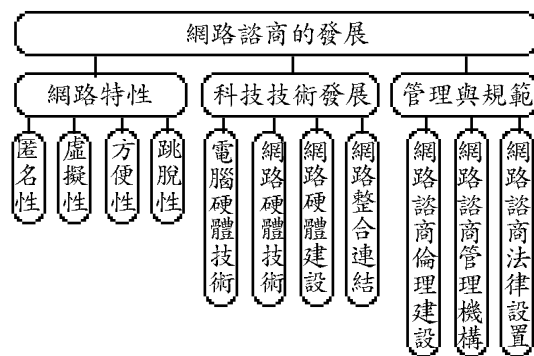 網路諮商的發展
網路特性
科技技術發展
管理與規範
匿名性
虛擬性
方便性
跳脫性
電腦硬體技術
網路硬體技術
網路硬體建設
網路整合連結
網路諮商倫理建設
網路諮商管理機構
網路諮商法律設置